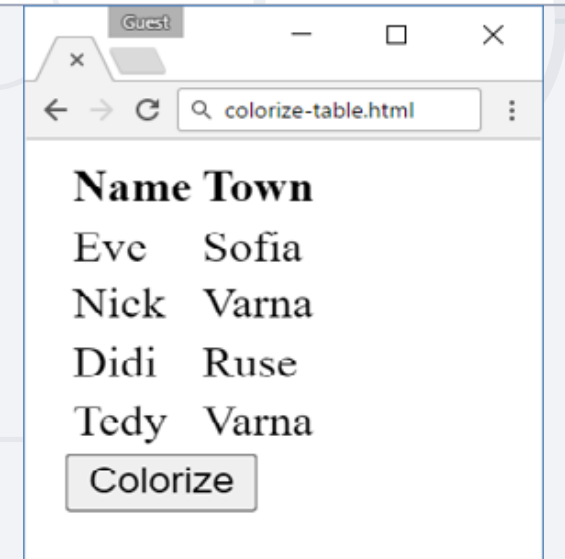 Guest
colorize-table.html
Name Town
Eve Sofia
Nick Varna
Didi Ruse
Tedy Varna
Colorize